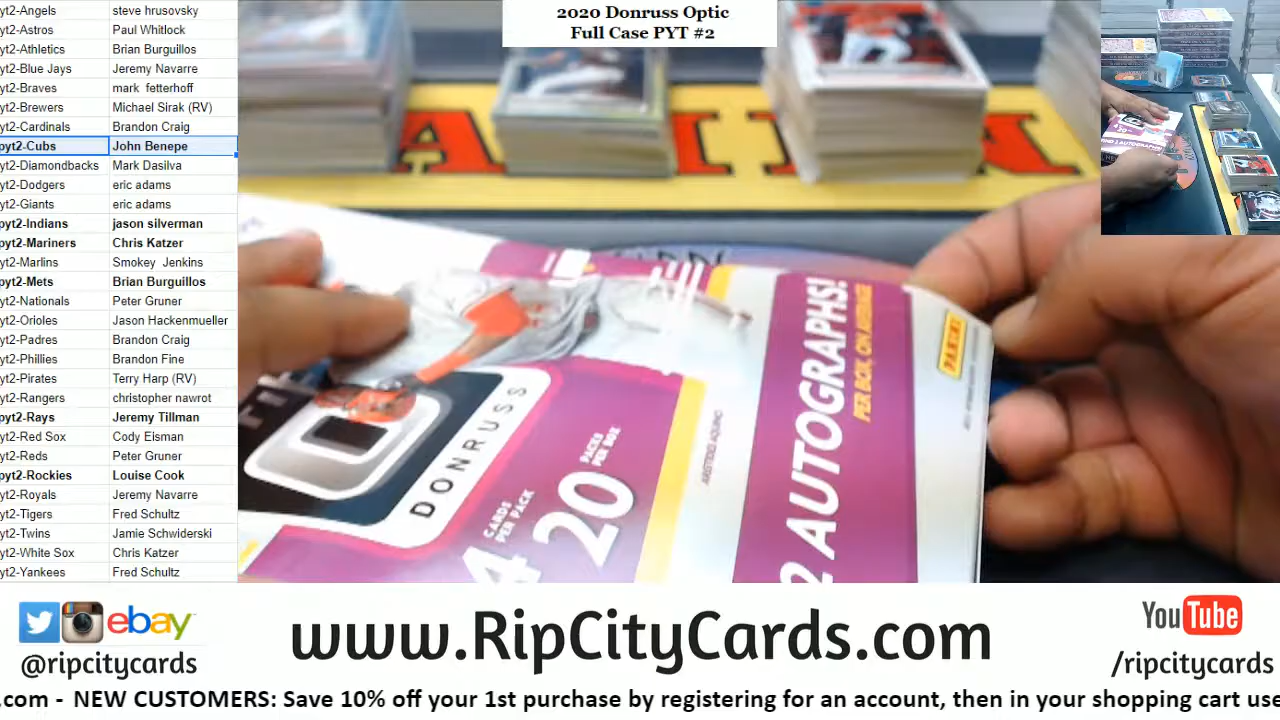 2020 Donruss Optic
Full Case PYT #2
yt2-Angels steve hrusovsky
yt2-Astros Paul Whitlock
yt2-Athletics Brian Burguillos
yt2-Blue Jays Jeremy Navarre
yt2-Braves mark fetterhoff
yt2-Brewers Michael Sirak (RV)
yt2-Cardinals Brandon Craig
pyt2-Cubs John Benepe
yt2-Diamondbacks Mark Dasilva
yt2-Dodgers eric adams
yt2-Giants eric adams
pyt2-Indians jason silverman
pyt2-Mariners Chris Katzer
yt2-Marlins Smokey Jenkins
pyt2-Mets Brian Burguillos
yt2-Nationals Peter Gruner
yt2-Orioles Jason Hackenmueller
yt2-Padres Brandon Craig
yt2-Phillies Brandon Fine
yt2-Pirates Terry Harp (RV)
yt2-Rangers christopher nawrot
pyt2-Rays Jeremy Tillman
yt2-Red Sox Cody Elsman
yt2-Reds Peter Gruner
pyt2-Rockies Louise Cook
yt2-Royals Jeremy Navarre
yt2-Tigers Fred Schultz
yt2-Twins Jamie Schwiderski
yt2-White Sox Chris Katzer
yt2-Yankees Fred Schultz
DONRUSS
4 CARDS PER PACK
20 PACKS PER BOX
2 AUTOGRAPHS!
PER BOX, ON AVERAGE
PANINI
ebay
@ripcitycards
www.RipCityCards.com
YouTube
/ripcitycards
.com - NEW CUSTOMERS: Save 10% off your 1st purchase by registering for an account, then in your shopping cart use